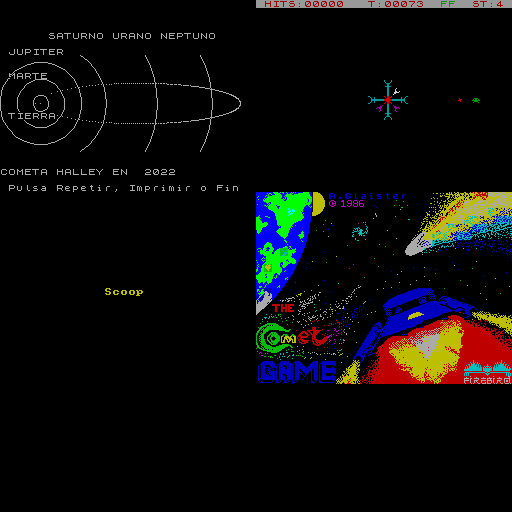 SATURNO URANO NEPTUNO
JUPITER
MARTE
TIERRA
COMETA HALLEY EN 2022
Pulsa Repetir, Imprimir o Fin
HITS:00000 T:00073 FF ST:4
© 1986
THE
Comet
GAME
FIREBIRD
Scoop